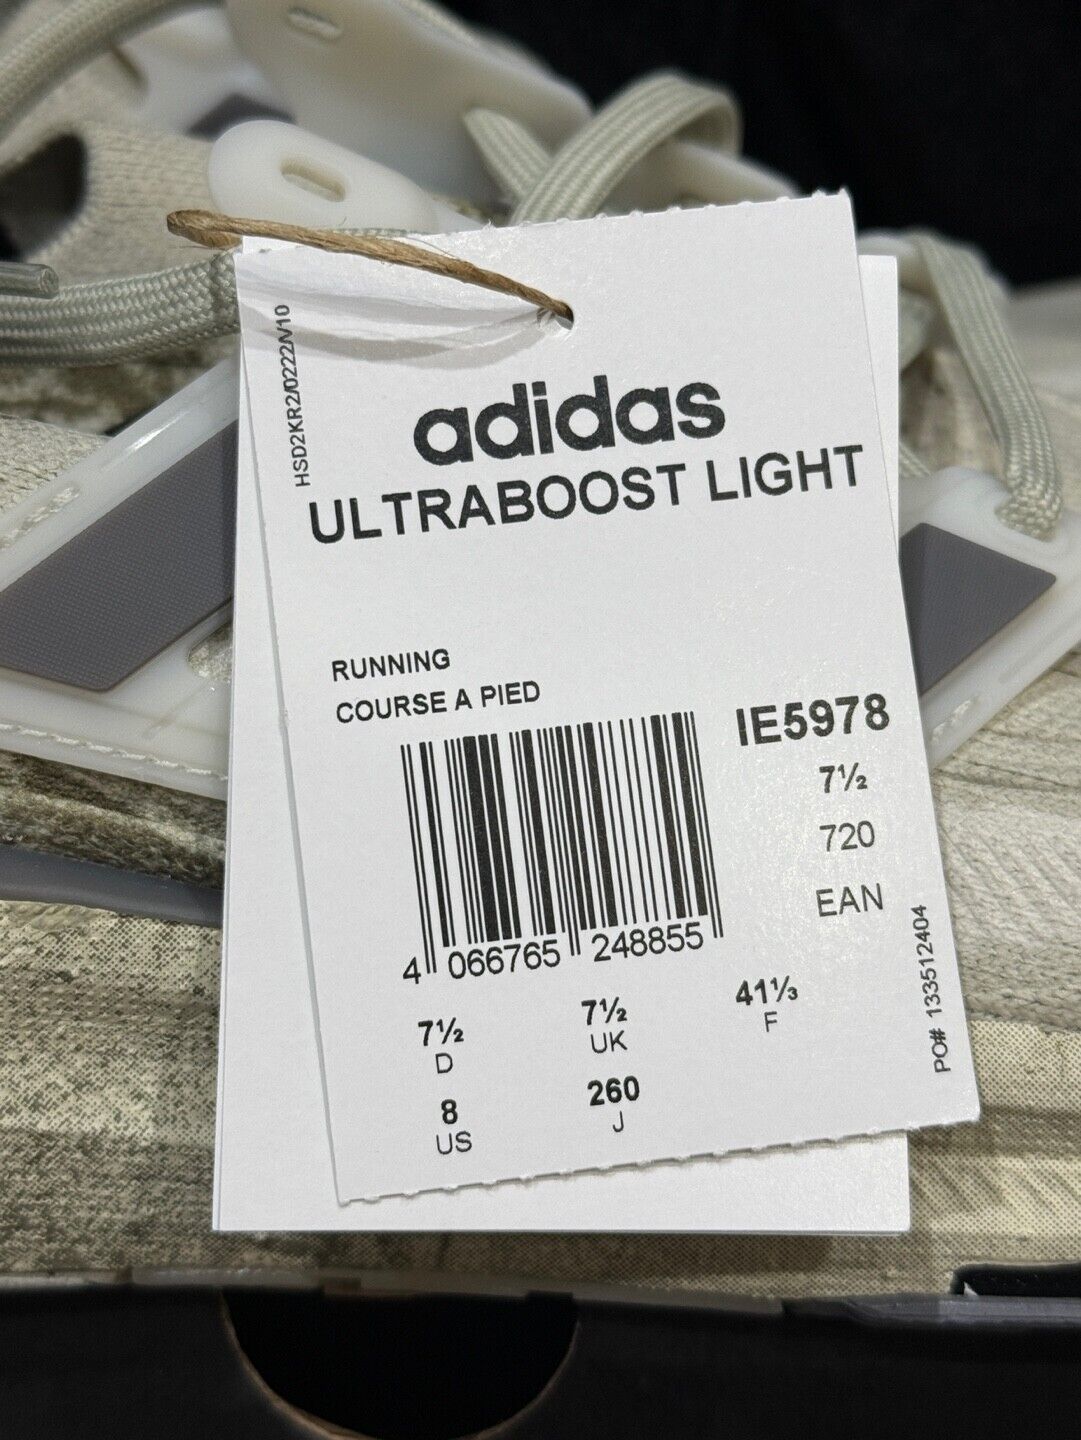 HSD2KR2/0222/V10
adidas
ULTRABOOST LIGHT
RUNNING
COURSE A PIED
IE5978
7½
720
EAN
4 066765 248855
PO# 133512404
7½ 7½ 41⅓
D UK F
8 260
US J